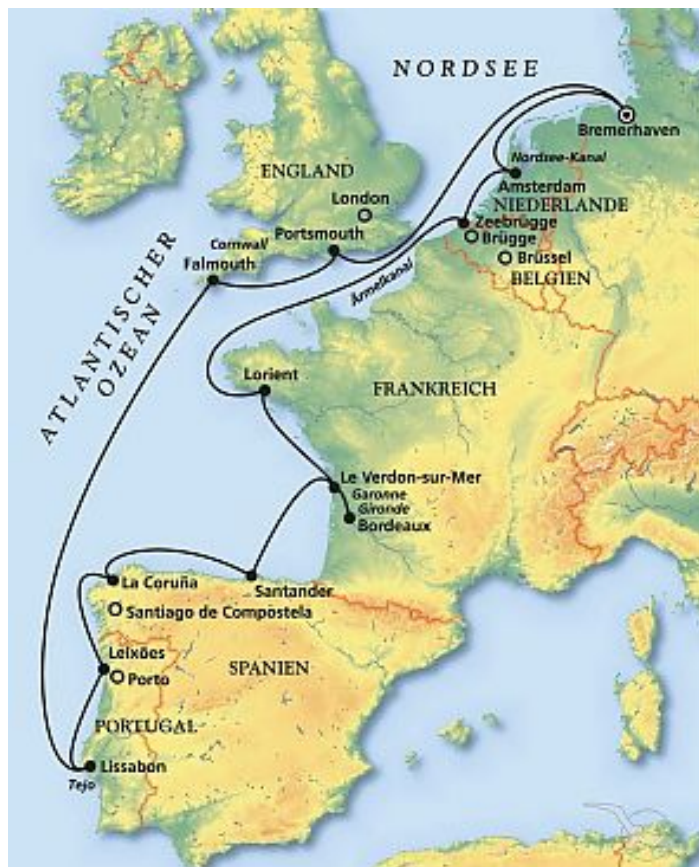 NORDSEE
Bremerhaven
Nordsee-Kanal
ENGLAND
Amsterdam
London
NIEDERLANDE
Zeebrügge
Portsmouth
Brügge
Cornwall
Brüssel
Falmouth
BELGIEN
Ärmelkanal
ATLANTISCHER
OZEAN
Lorient
FRANKREICH
Le Verdon-sur-Mer
Garonne
Gironde
Bordeaux
La Coruña
Santander
Santiago de Compostela
Leixões
SPANIEN
Porto
PORTUGAL
Lissabon
Tejo